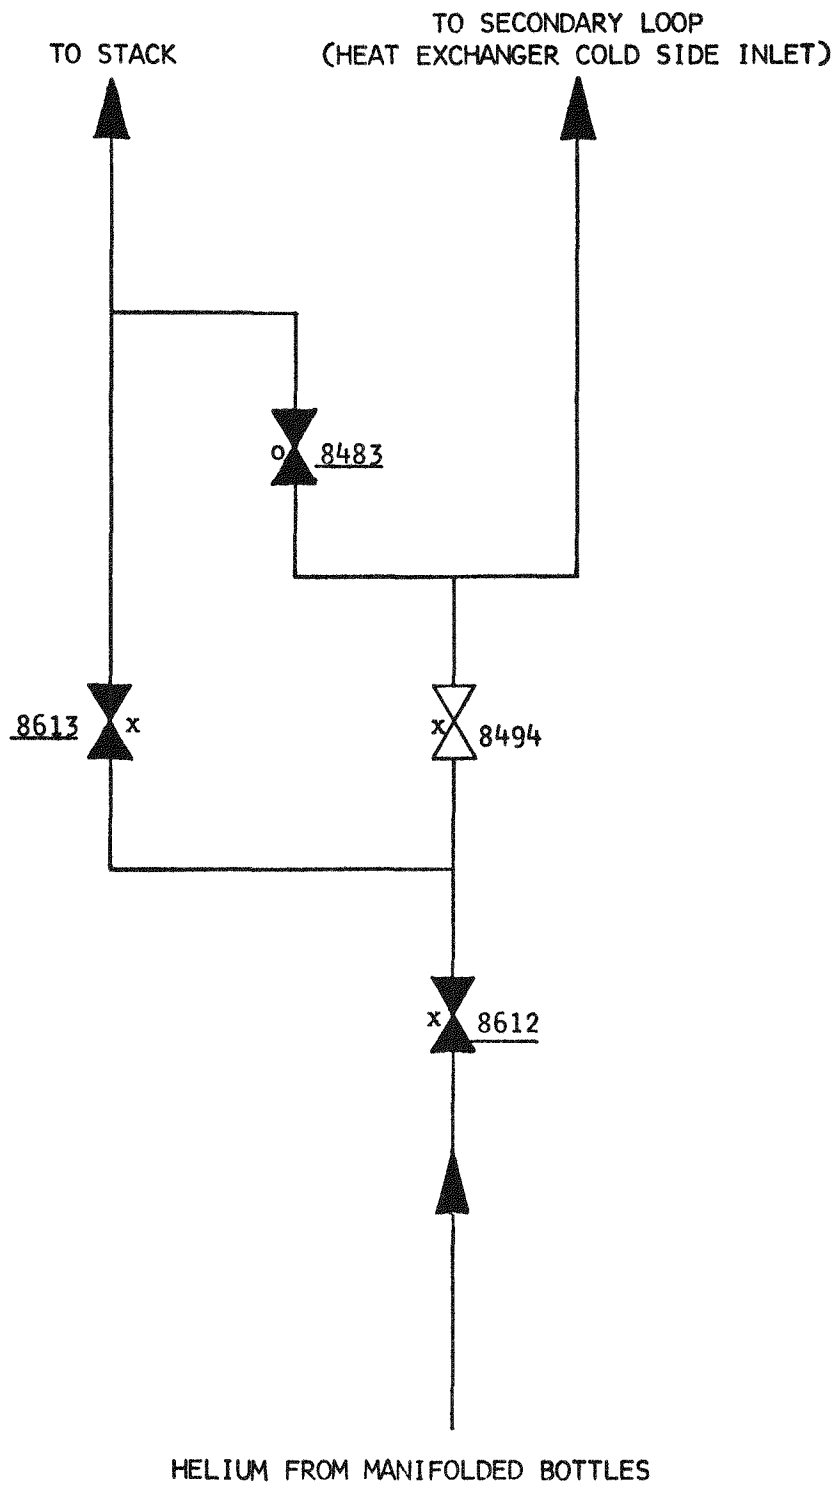 TO STACK
TO SECONDARY LOOP
(HEAT EXCHANGER COLD SIDE INLET)
o 8483
8613 x
x 8494
x 8612
HELIUM FROM MANIFOLDED BOTTLES